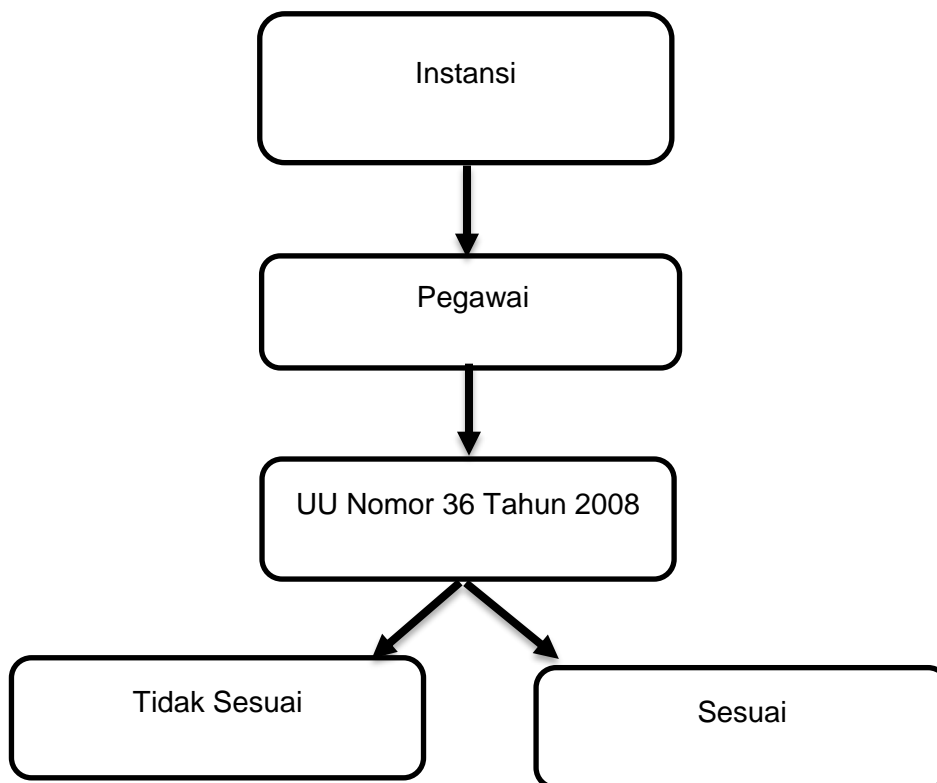 Instansi
Pegawai
UU Nomor 36 Tahun 2008
Tidak Sesuai
Sesuai